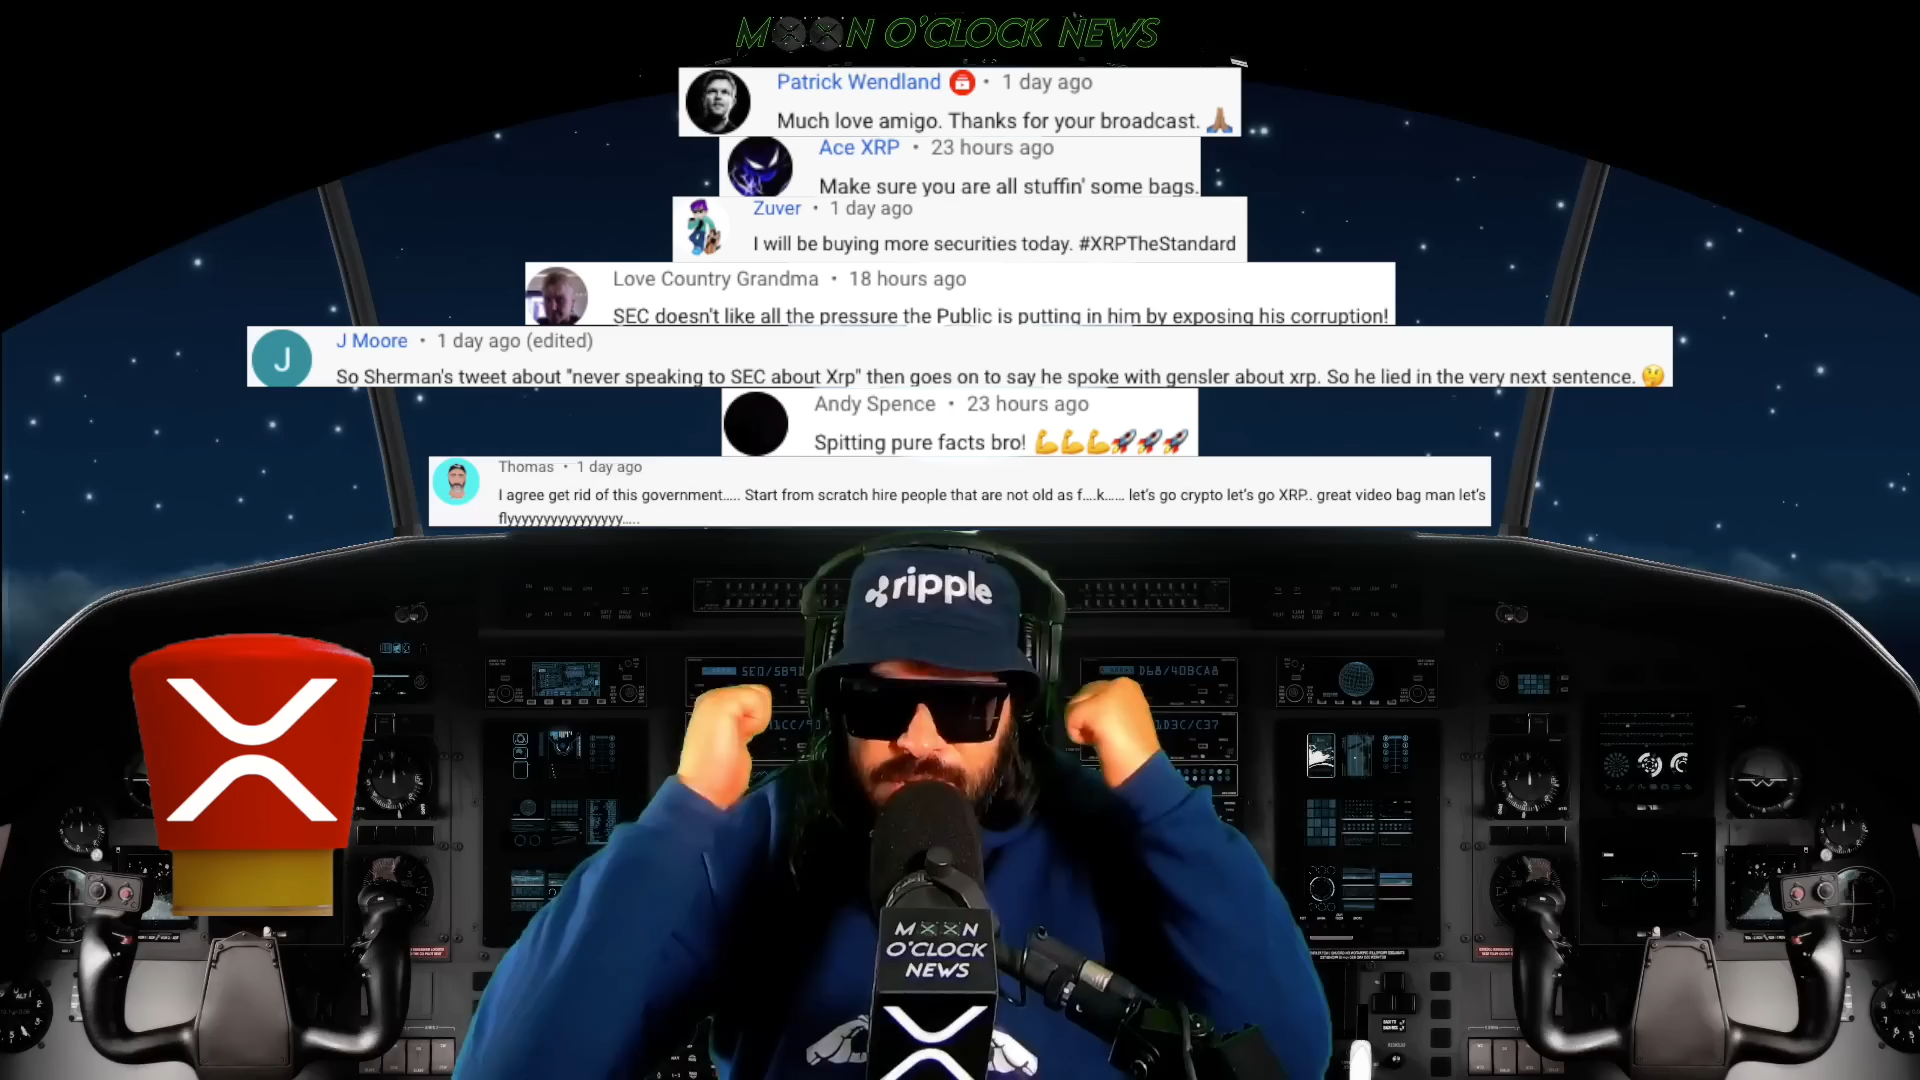 MOON O'CLOCK NEWS
Patrick Wendland • 1 day ago
Much love amigo. Thanks for your broadcast. 🙏🏽
Ace XRP • 23 hours ago
Make sure you are all stuffin' some bags.
Zuver • 1 day ago
I will be buying more securities today. #XRPTheStandard
Love Country Grandma • 18 hours ago
SEC doesn't like all the pressure the Public is putting in him by exposing his corruption!
J
J Moore • 1 day ago (edited)
So Sherman's tweet about "never speaking to SEC about Xrp" then goes on to say he spoke with gensler about xrp. So he lied in the very next sentence. 🤔
Andy Spence • 23 hours ago
Spitting pure facts bro! 💪💪💪🚀🚀🚀
Thomas • 1 day ago
I agree get rid of this government..... Start from scratch hire people that are not old as f....k..... let's go crypto let's go XRP.. great video bag man let's
flyyyyyyyyyyyyyyyy.....
ripple
D68/40BCA8
MOON
O'CLOCK
NEWS